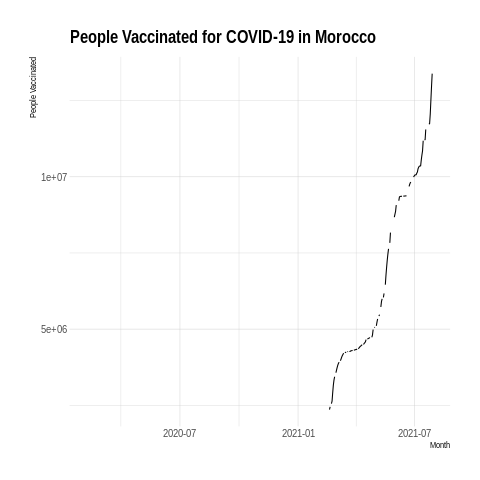 People Vaccinated for COVID-19 in Morocco
People Vaccinated
1e+07
5e+06
2020-07
2021-01
2021-07
Month